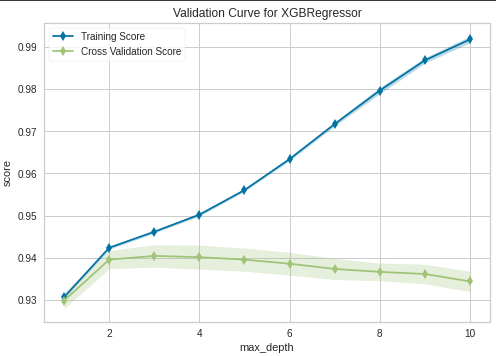 Validation Curve for XGBRegressor
Training Score
Cross Validation Score
0.99
0.98
0.97
0.96
0.95
0.94
0.93
score
2
4
6
8
10
max_depth